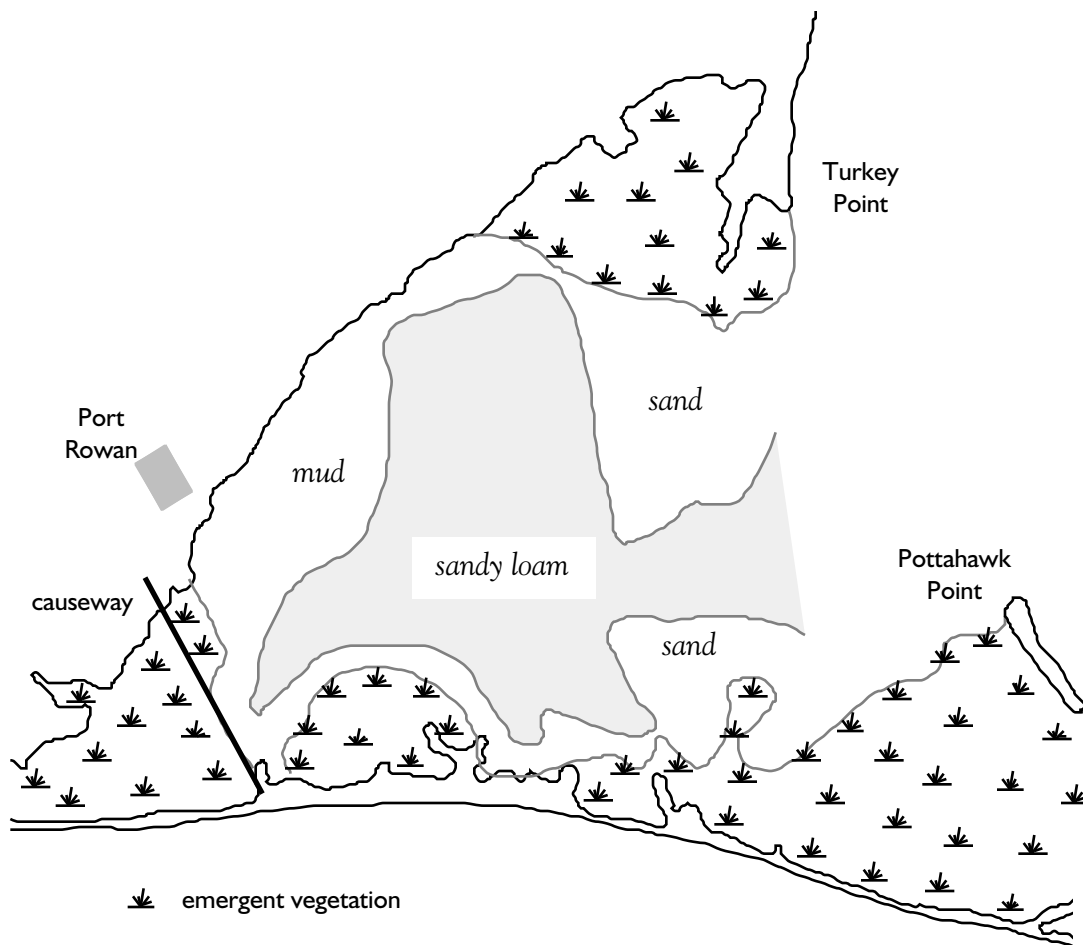 Turkey
Point
sand
Port
Rowan
mud
sandy loam
Pottahawk
Point
causeway
sand
emergent vegetation